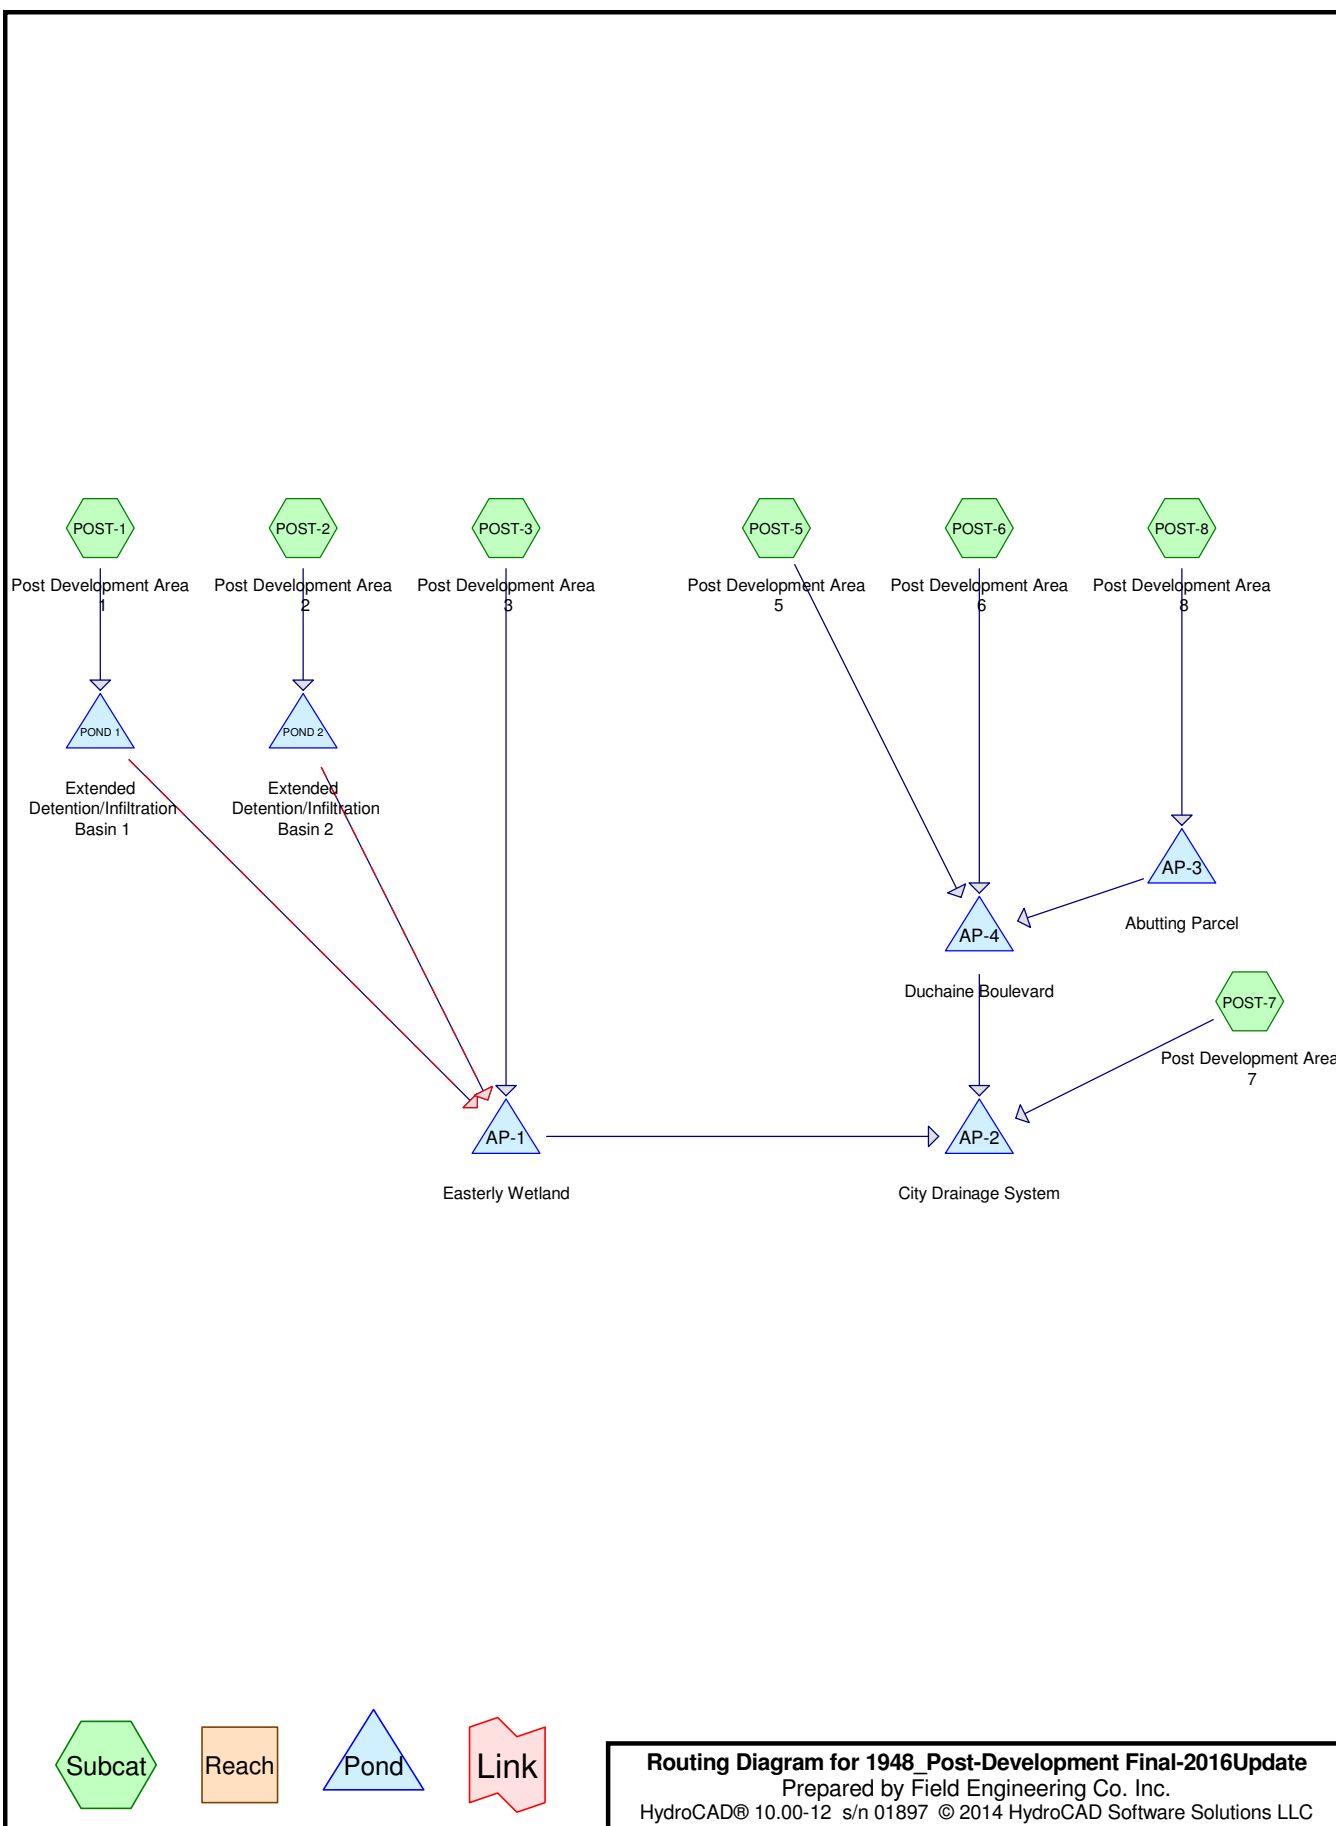 POST-1
POST-2
POST-3
POST-5
POST-6
POST-8
Post Development Area
1
Post Development Area
2
Post Development Area
3
Post Development Area
5
Post Development Area
6
Post Development Area
8
POND 1
POND 2
Extended
Detention/Infiltration
Basin 1
Extended
Detention/Infiltration
Basin 2
AP-3
Abutting Parcel
AP-4
Duchaine Boulevard
POST-7
Post Development Area
7
AP-1
AP-2
Easterly Wetland
City Drainage System
Subcat
Reach
Pond
Link
Routing Diagram for 1948_Post-Development Final-2016Update
Prepared by Field Engineering Co. Inc.
HydroCAD® 10.00-12 s/n 01897 © 2014 HydroCAD Software Solutions LLC